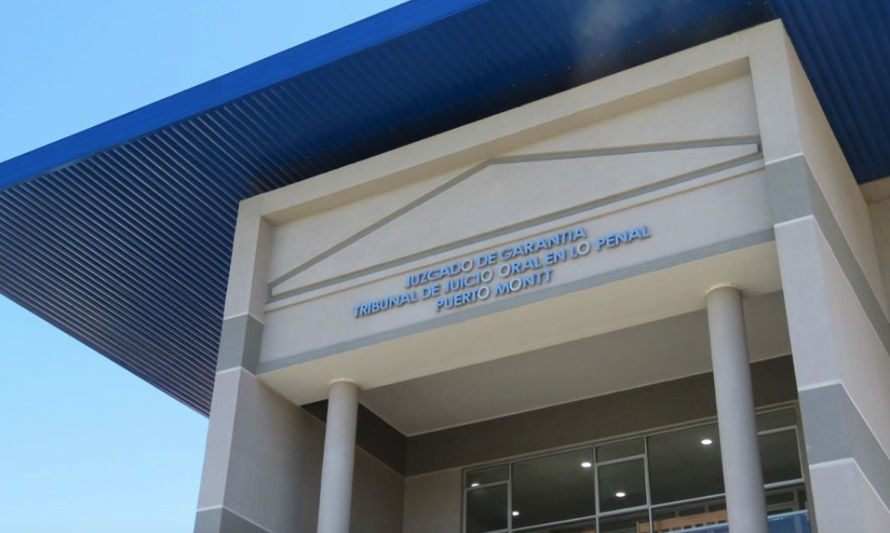 JUZGADO DE GARANTIA
TRIBUNAL DE JUICIO ORAL EN LO PENAL
PUERTO MONTT